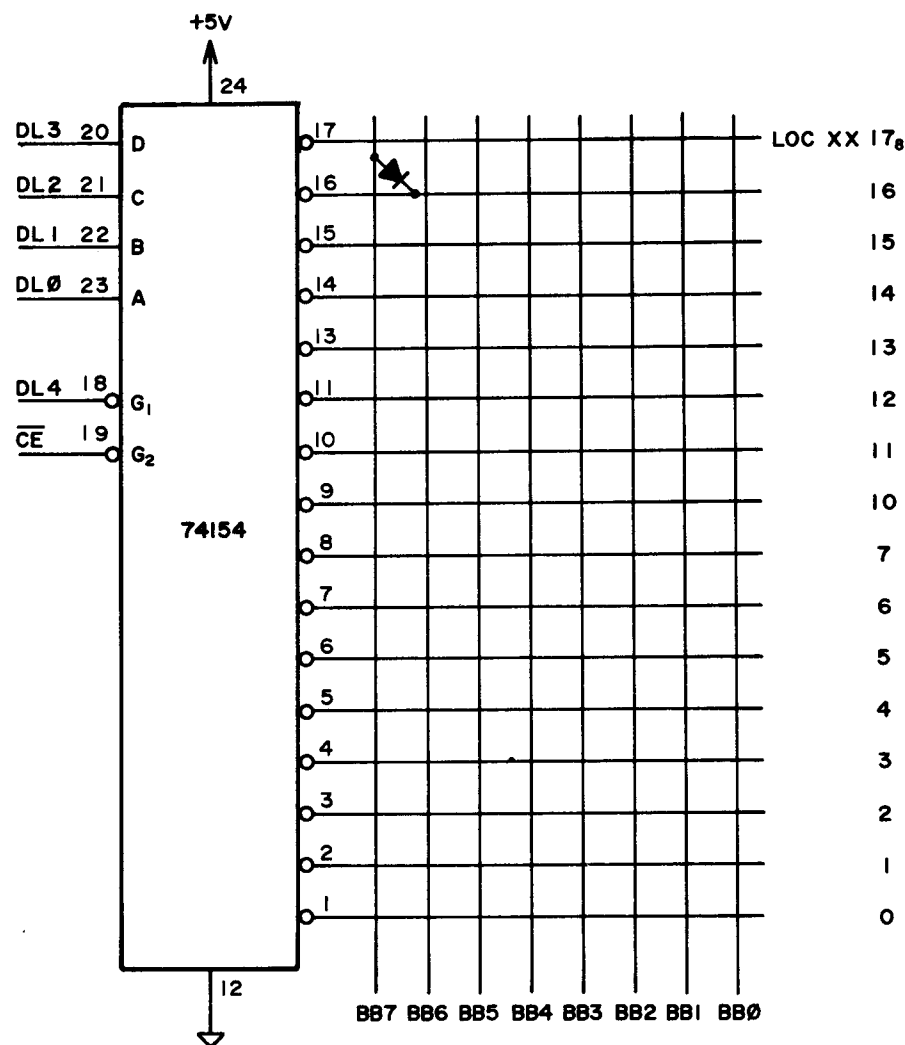 +5V
24
DL3 20 D 17 LOC XX 17₈
DL2 21 C 16 16
DL1 22 B 15 15
DLØ 23 A 14 14
13 13
DL4 18 G₁ 11 12
C̅E̅ 19 G₂ 10 11
9 10
74154
8 7
7 6
6 5
5 4
4 3
3 2
2 1
1 0
12
BB7 BB6 BB5 BB4 BB3 BB2 BB1 BBØ